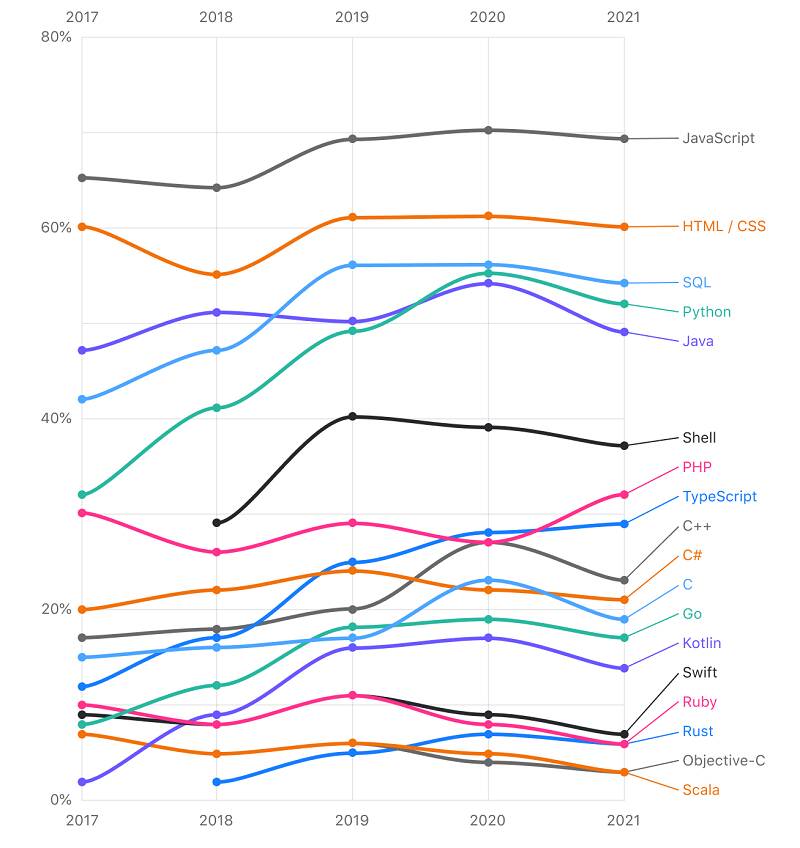 2017 2018 2019 2020 2021
80%
JavaScript
60%
HTML / CSS
SQL
Python
Java
40%
Shell
PHP
TypeScript
C++
C#
C
20%
Go
Kotlin
Swift
Ruby
Rust
Objective-C
Scala
0%
2017 2018 2019 2020 2021